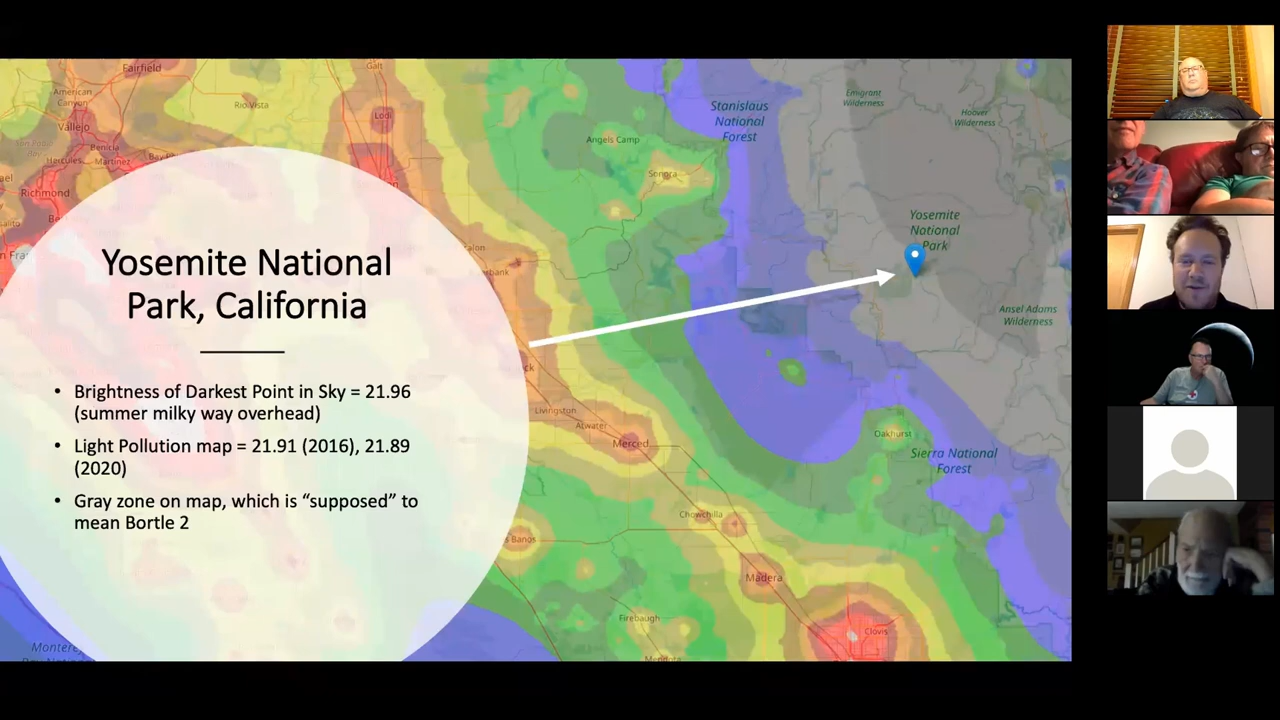 Yosemite National
Park, California
• Brightness of Darkest Point in Sky = 21.96
(summer milky way overhead)
• Light Pollution map = 21.91 (2016), 21.89
(2020)
• Gray zone on map, which is “supposed” to
mean Bortle 2
Fairfield
Galt
American
Canyon
Rio Vista
Lodi
Vallejo
Benicia
Hercules
Martinez
Richmond
Angels Camp
Sonora
Stanislaus
National
Forest
Emigrant
Wilderness
Hoover
Wilderness
Yosemite
National
Park
Ansel Adams
Wilderness
Livingston
Atwater
Merced
Oakhurst
Sierra National
Forest
Chowchilla
s Banos
Madera
Firebaugh
Clovis
Mendota